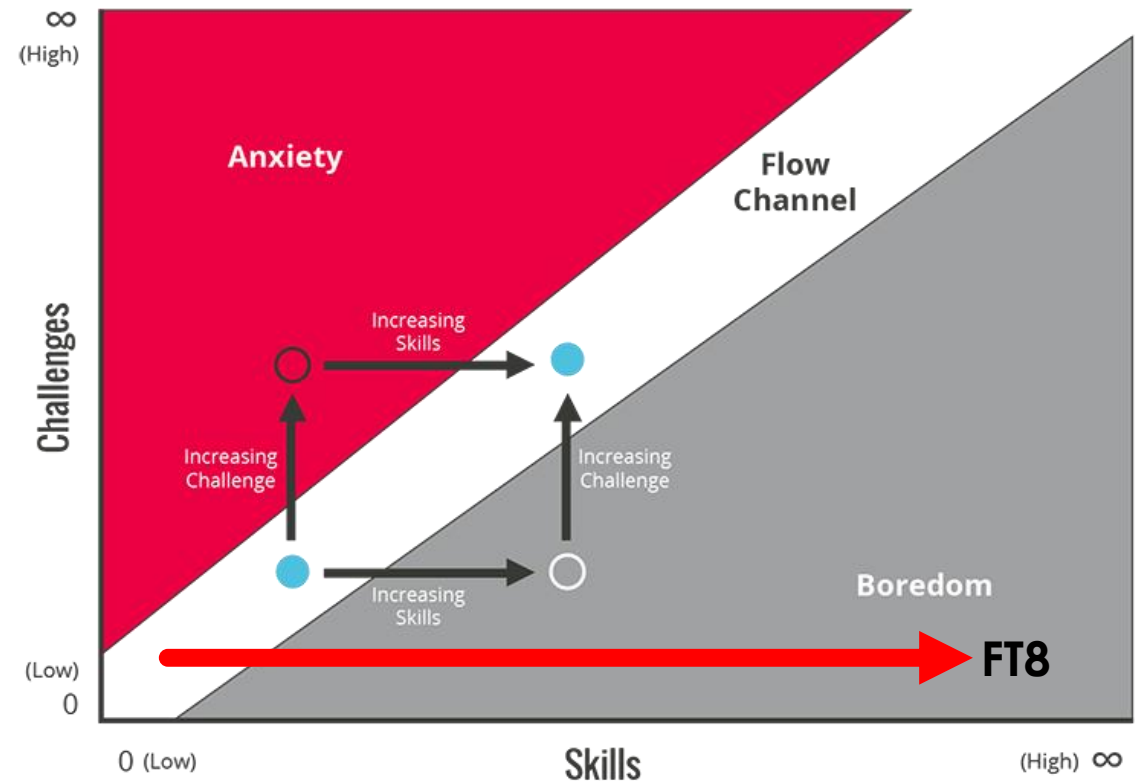 ∞
(High)
Anxiety
Flow
Channel
Challenges
Increasing
Skills
Increasing
Challenge
Increasing
Challenge
Increasing
Skills
Boredom
FT8
(Low)
0
0 (Low)
Skills
(High) ∞